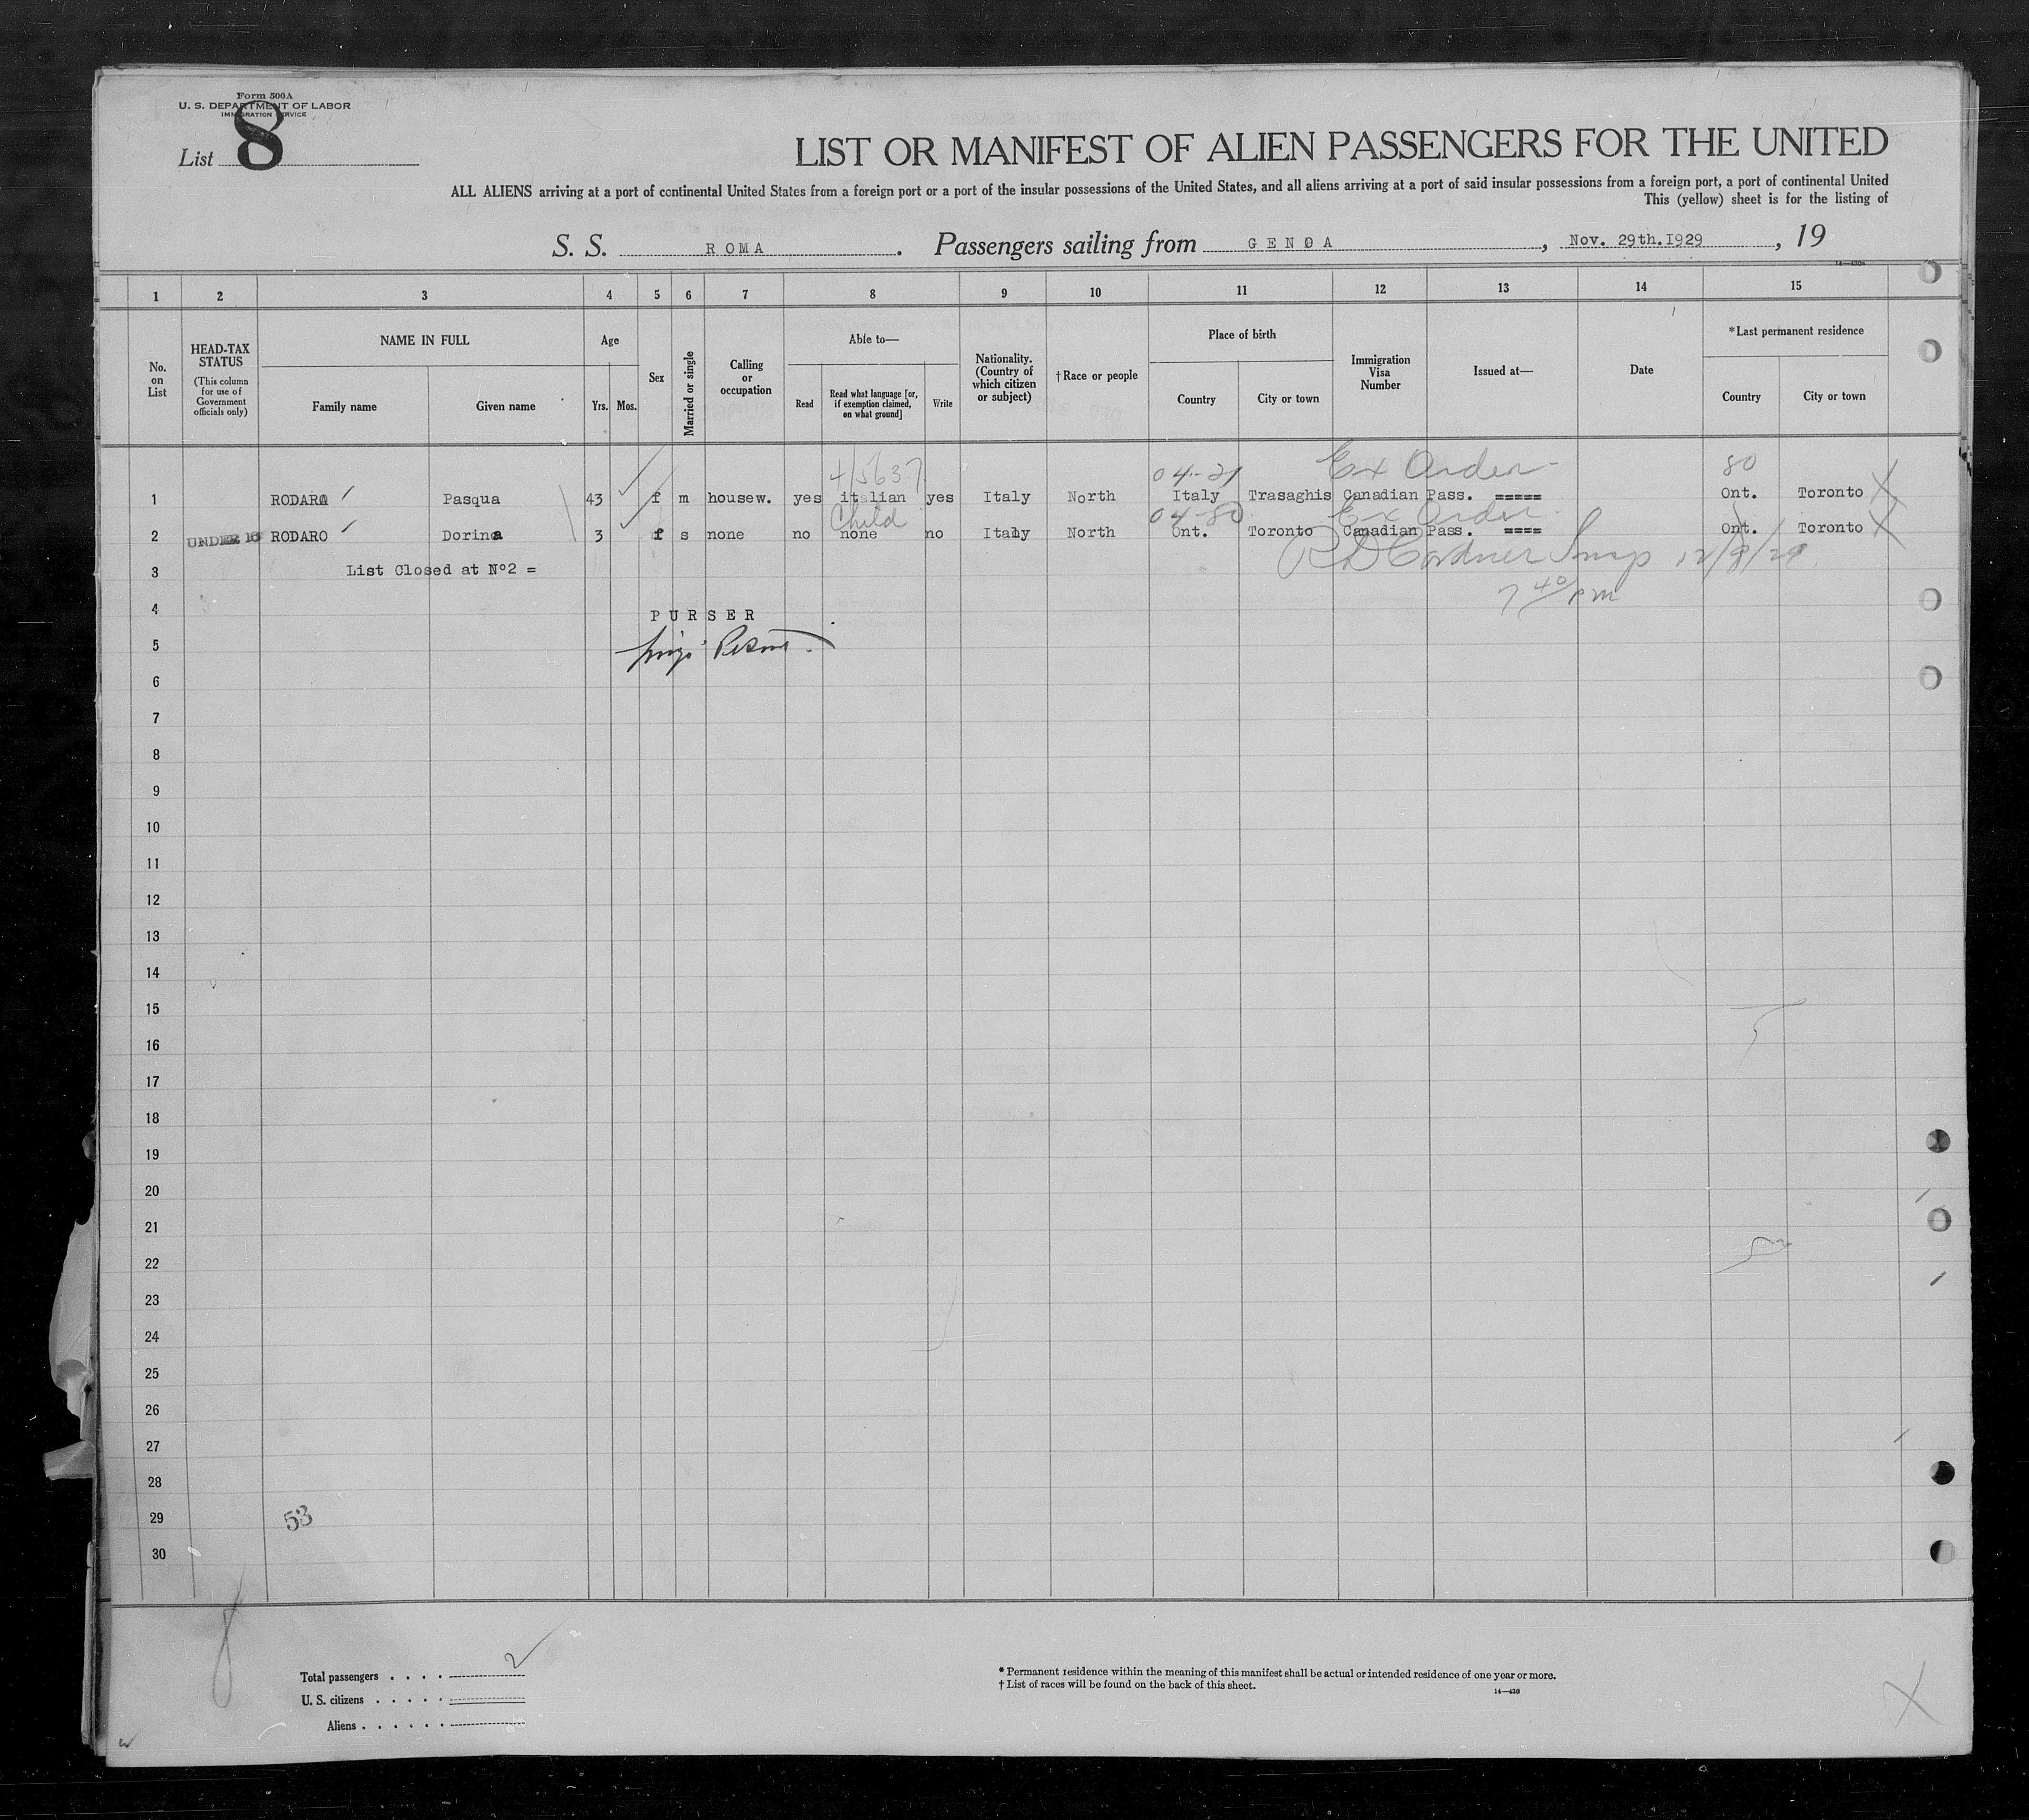 Form 500A
U. S. DEPARTMENT OF LABOR
IMMIGRATION SERVICE
List 8
LIST OR MANIFEST OF ALIEN PASSENGERS FOR THE UNITED
ALL ALIENS arriving at a port of continental United States from a foreign port or a port of the insular possessions of the United States, and all aliens arriving at a port of said insular possessions from a foreign port, a port of continental United
This (yellow) sheet is for the listing of
S. S. ROMA. Passengers sailing from GENOA, Nov. 29th.1929, 19
14—430a
1 2 3 4 5 6 7 8 9 10 11 12 13 14 15
No. on List
HEAD-TAX STATUS
(This column for use of Government officials only)
NAME IN FULL
Family name Given name
Age
Yrs. Mos.
Sex
Married or single
Calling or occupation
Able to—
Read
Read what language [or, if exemption claimed, on what ground]
Write
Nationality. (Country of which citizen or subject)
†Race or people
Place of birth
Country City or town
Immigration Visa Number
Issued at—
Date
*Last permanent residence
Country City or town
4/5637 04-21 Ex Order- 80
1 RODARO Pasqua 43 f m housew. yes italian yes Italy North Italy Trasaghis Canadian Pass. ===== Ont. Toronto X
Child 04-80 Ex Order-
2 UNDER 16 RODARO Dorina 3 f s none no none no Italy North Ont. Toronto Canadian Pass. ==== Ont. Toronto X
Gardner Insp 12/9/29
3 List Closed at Nº2 =
7 40/ pm
4 PURSER
5
6
7
8
9
10
11
12
13
14
15
16
17
18
19
20
21
22
23
24
25
26
27
28
29 53
30
Total passengers . . . . 2
U. S. citizens . . . . .
Aliens . . . . . .
* Permanent residence within the meaning of this manifest shall be actual or intended residence of one year or more.
† List of races will be found on the back of this sheet.
14—430
X